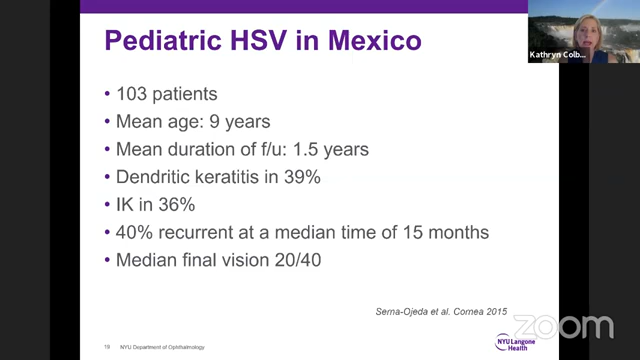 Pediatric HSV in Mexico
Kathryn Colb...
• 103 patients
• Mean age: 9 years
• Mean duration of f/u: 1.5 years
• Dendritic keratitis in 39%
• IK in 36%
• 40% recurrent at a median time of 15 months
• Median final vision 20/40
Serna-Ojeda et al. Cornea 2015
zoom
19 NYU Department of Ophthalmology
NYU Langone
Health